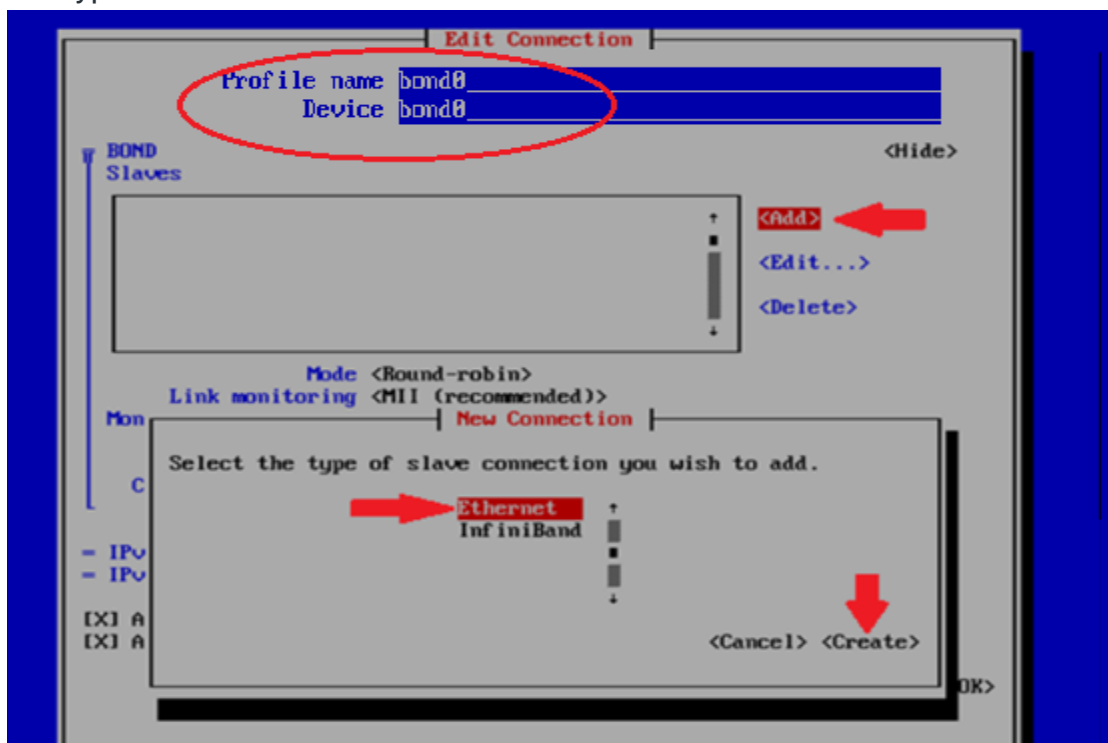 Edit Connection
Profile name bond0
Device bond0
BOND <Hide>
Slaves
<Add>
<Edit...>
<Delete>
Mode <Round-robin>
Link monitoring <MII (recommended)>
Mon
New Connection
Select the type of slave connection you wish to add.
C
Ethernet
InfiniBand
= IPv
= IPv
[X] A
[X] A
<Cancel> <Create>
OK>